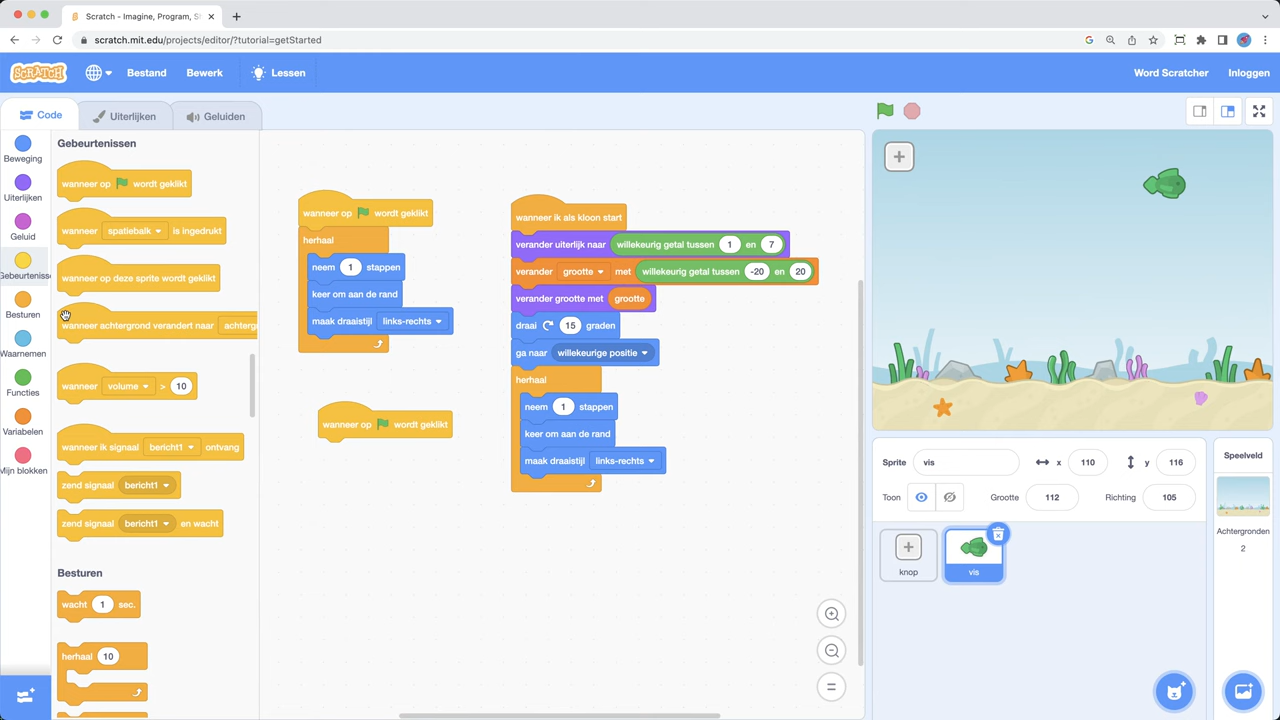 Scratch - Imagine, Program, S
scratch.mit.edu/projects/editor/?tutorial=getStarted
SCRATCH
Bestand
Bewerk
Lessen
Word Scratcher
Inloggen
Code
Uiterlijken
Geluiden
Beweging
Uiterlijken
Geluid
Gebeurtenisse
Besturen
Waarnemen
Functies
Variabelen
Mijn blokken
Gebeurtenissen
wanneer op wordt geklikt
wanneer spatiebalk is ingedrukt
wanneer op deze sprite wordt geklikt
wanneer achtergrond verandert naar achterg
wanneer volume > 10
wanneer ik signaal bericht1 ontvang
zend signaal bericht1
zend signaal bericht1 en wacht
Besturen
wacht 1 sec.
herhaal 10
wanneer op wordt geklikt
herhaal
neem 1 stappen
keer om aan de rand
maak draaistijl links-rechts
wanneer op wordt geklikt
wanneer ik als kloon start
verander uiterlijk naar willekeurig getal tussen 1 en 7
verander grootte met willekeurig getal tussen -20 en 20
verander grootte met grootte
draai 15 graden
ga naar willekeurige positie
herhaal
neem 1 stappen
keer om aan de rand
maak draaistijl links-rechts
Sprite vis x 110 y 116
Toon Grootte 112 Richting 105
knop
vis
Speelveld
Achtergronden
2